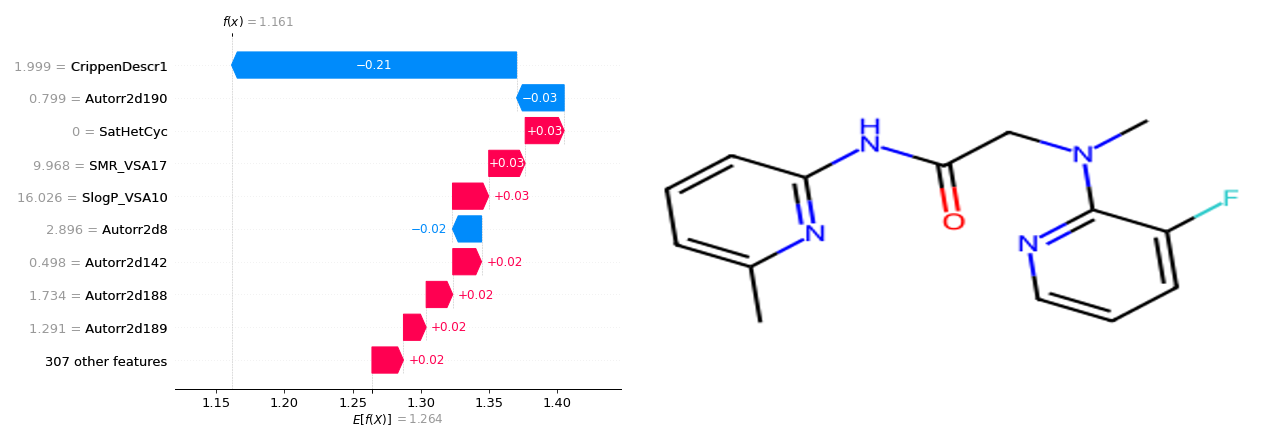 f(x) = 1.161
1.999 = CrippenDescr1
−0.21
0.799 = Autorr2d190
−0.03
0 = SatHetCyc
+0.03
9.968 = SMR_VSA17
+0.03
16.026 = SlogP_VSA10
+0.03
2.896 = Autorr2d8
−0.02
0.498 = Autorr2d142
+0.02
1.734 = Autorr2d188
+0.02
1.291 = Autorr2d189
+0.02
307 other features
+0.02
1.15 1.20 1.25 1.30 1.35 1.40
E[f(X)] = 1.264
H
N
O
N
N
N
F